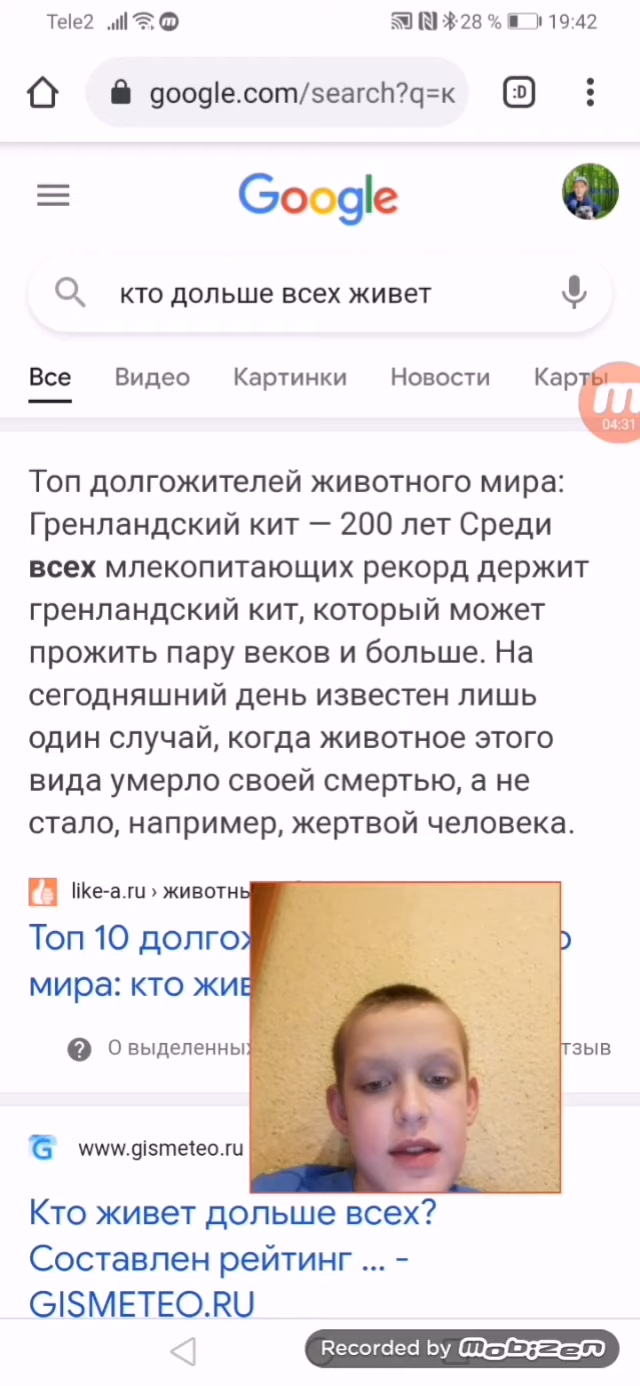 Tele2 28 % 19:42
google.com/search?q=к :D
Google
кто дольше всех живет
Все Видео Картинки Новости Карты
04:31
Топ долгожителей животного мира:
Гренландский кит — 200 лет Среди
всех млекопитающих рекорд держит
гренландский кит, который может
прожить пару веков и больше. На
сегодняшний день известен лишь
один случай, когда животное этого
вида умерло своей смертью, а не
стало, например, жертвой человека.
like-a.ru › животны
Топ 10 долго
мира: кто жив
О выделенны тзыв
www.gismeteo.ru
Кто живет дольше всех?
Составлен рейтинг ... -
GISMETEO.RU
Recorded by mobizen